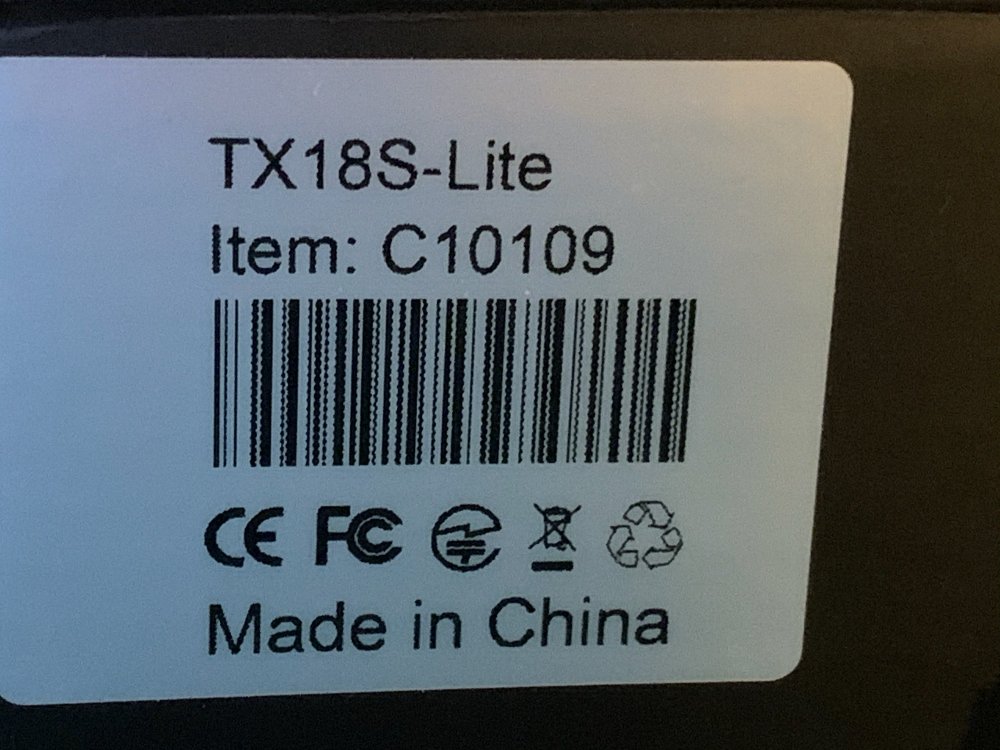 TX18S-Lite
Item: C10109
CE FC
Made in China